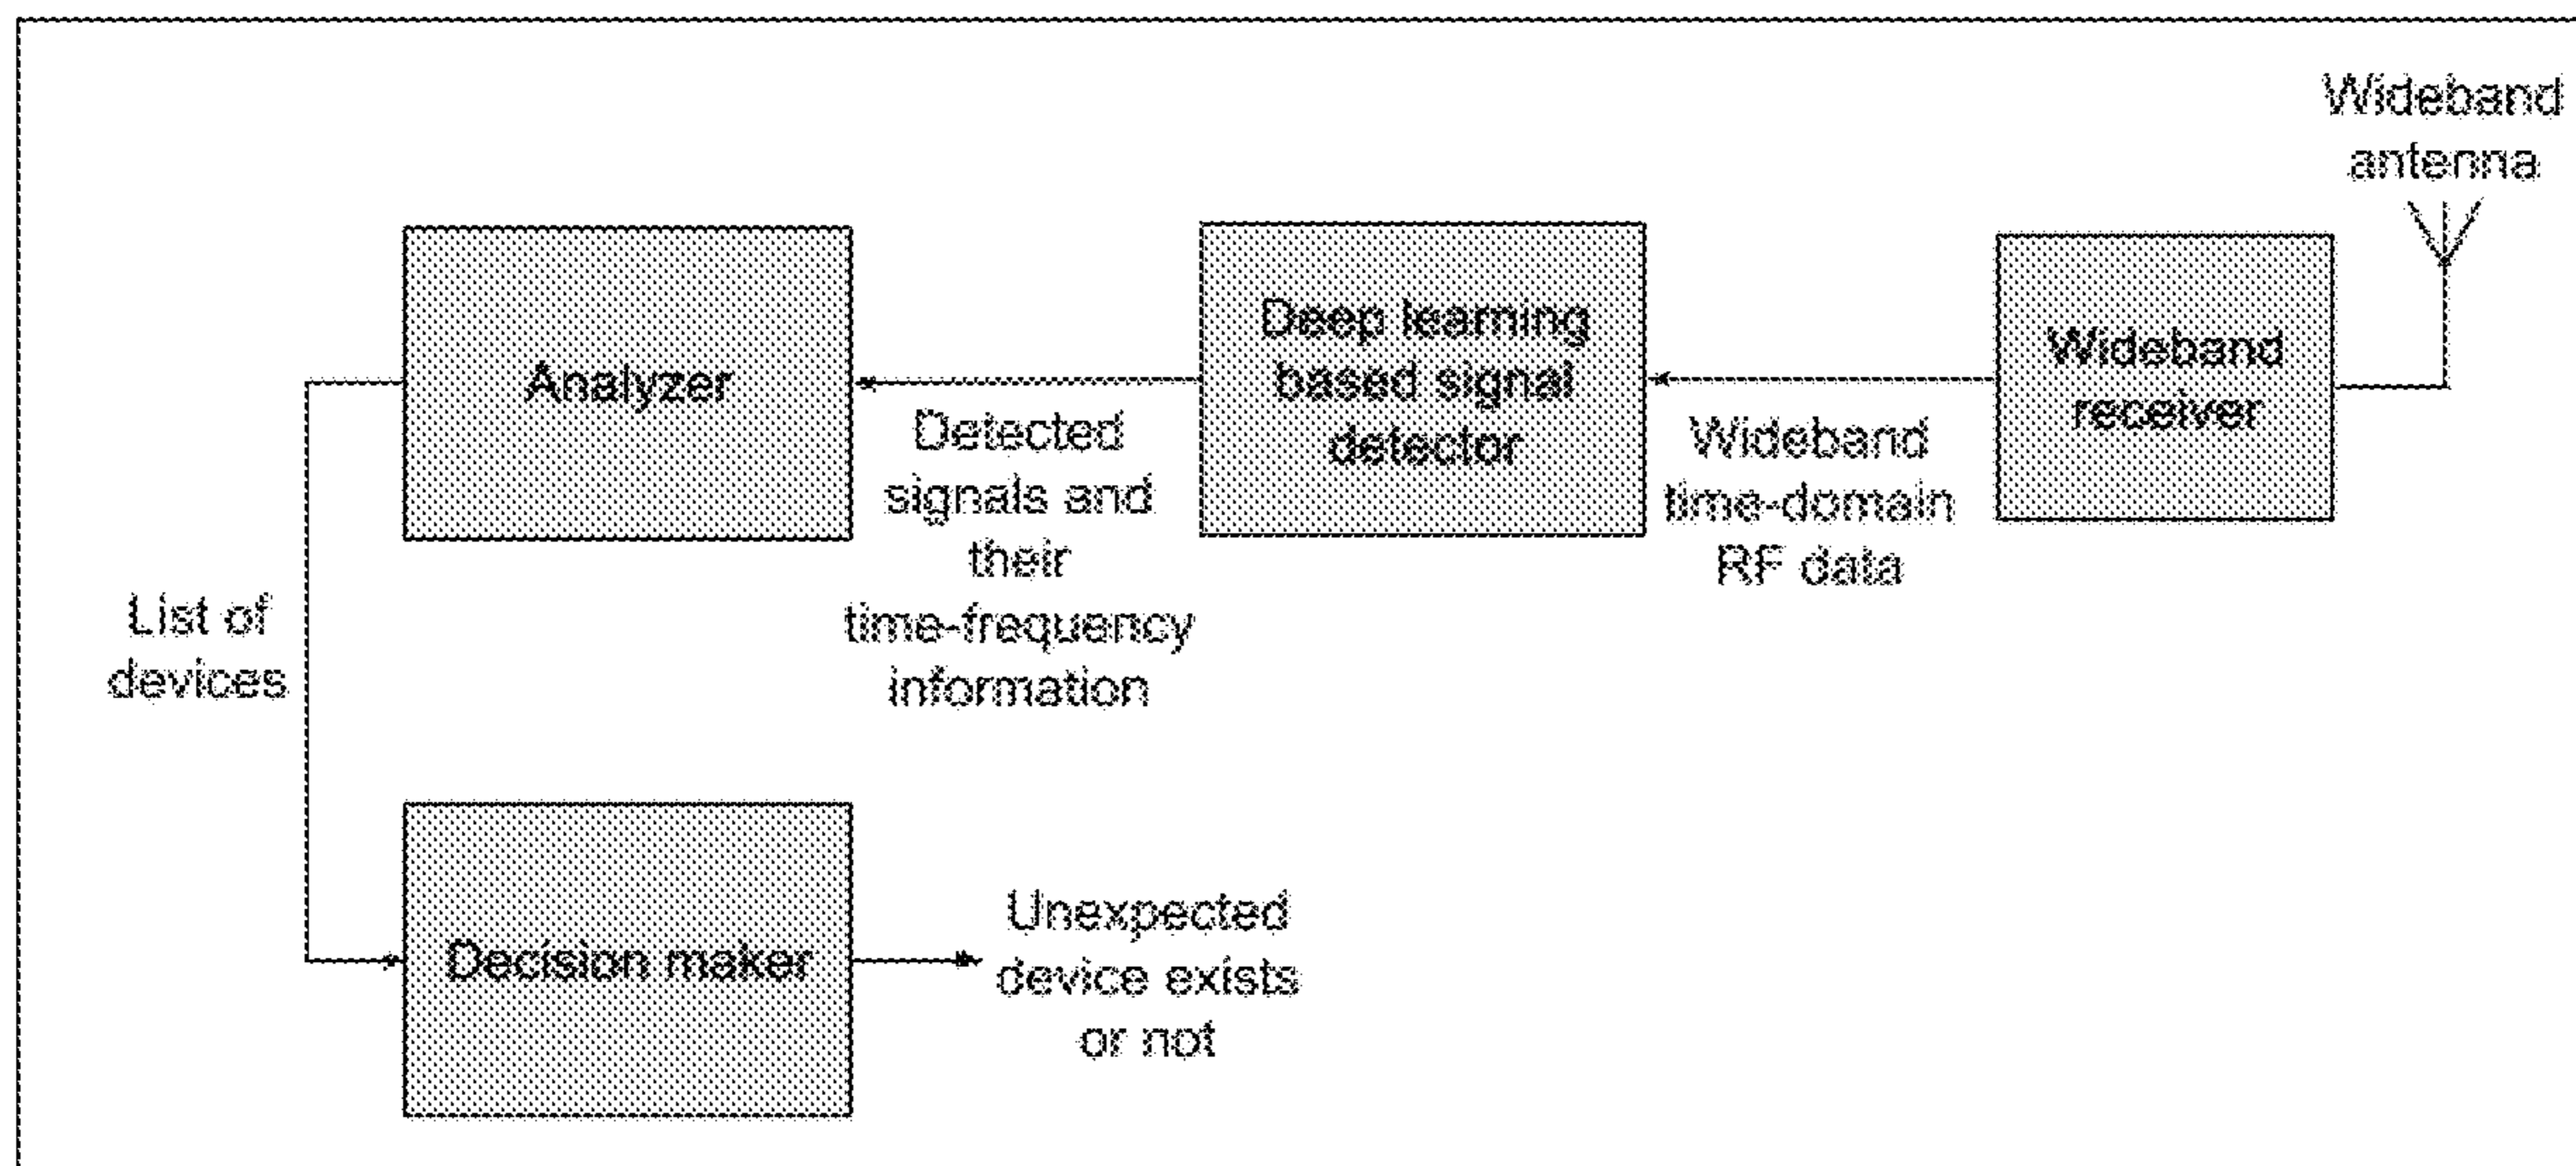 Wideband
antenna
Wideband
receiver
Wideband
time-domain
RF data
Deep learning
based signal
detector
Detected
signals and
their
time-frequency
information
Analyzer
List of
devices
Decision maker
Unexpected
device exists
or not